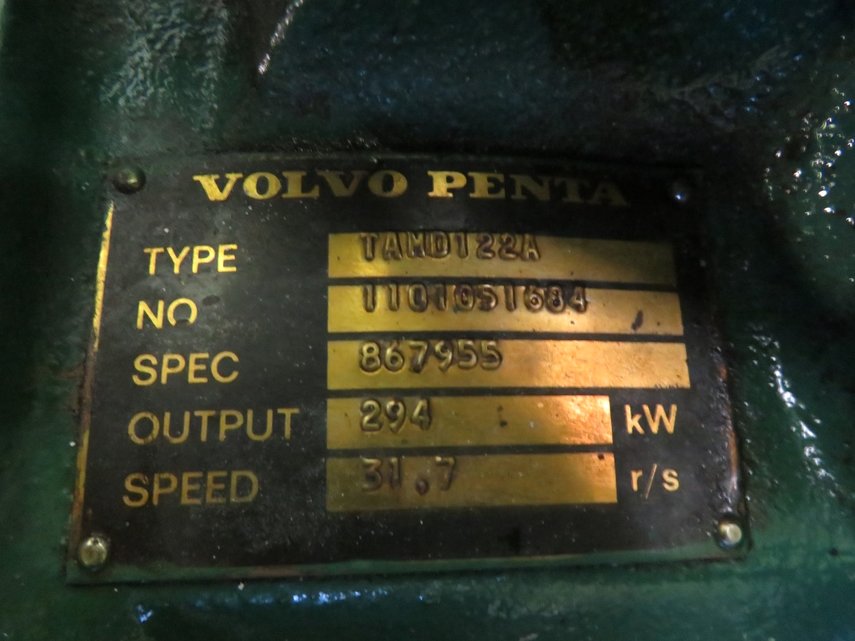 VOLVO PENTA
TYPE TAMD122A
NO 1101051684
SPEC 867955
OUTPUT 294 kW
SPEED 31.7 r/s